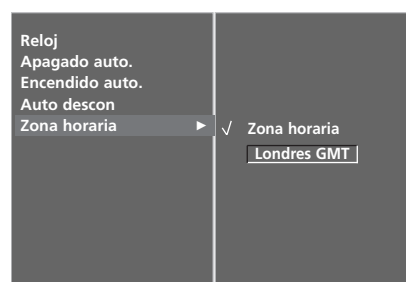 Reloj
Apagado auto.
Encendido auto.
Auto descon
Zona horaria ►
√ Zona horaria
Londres GMT